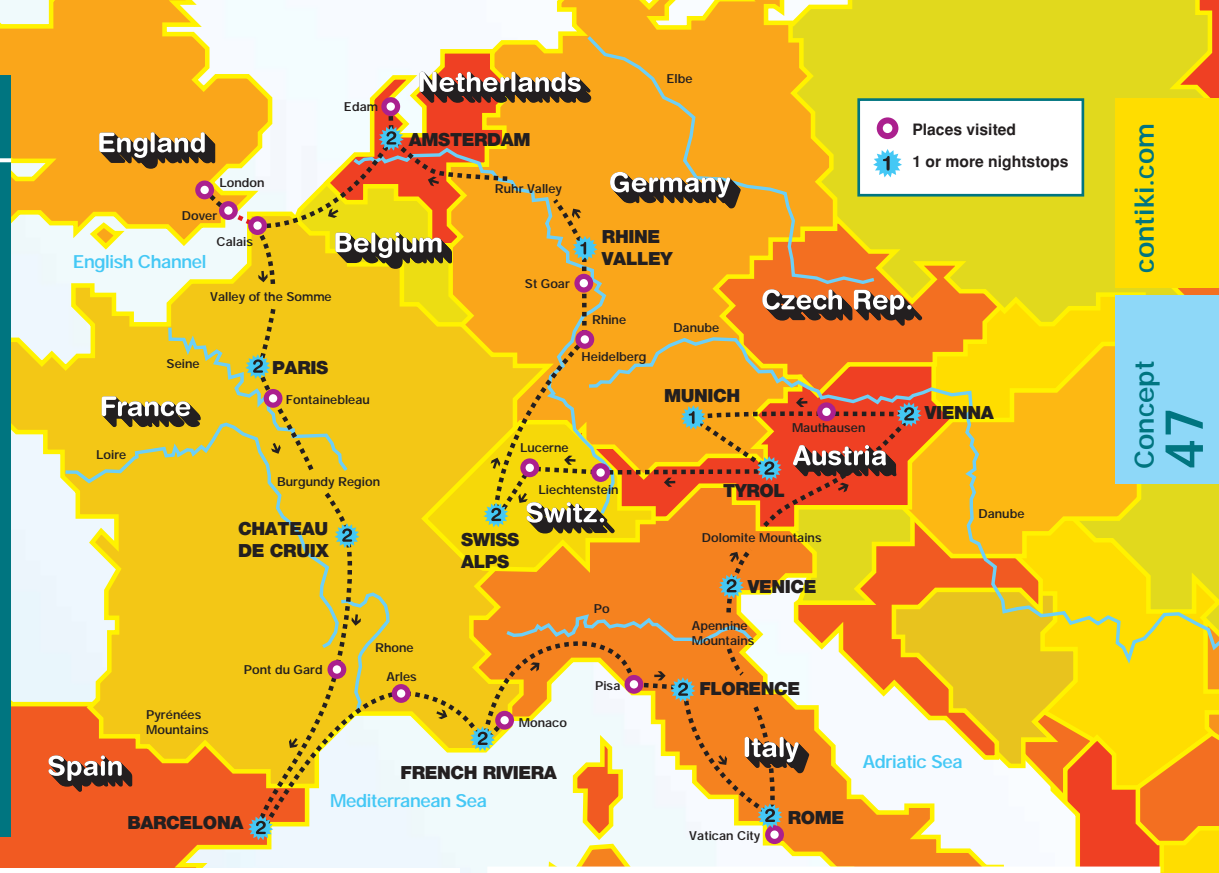 Netherlands
Elbe
Edam
England
2
AMSTERDAM
Places visited
1
1 or more nightstops
contiki.com
London
Ruhr Valley
Germany
Dover
Calais
Belgium
1
RHINE
VALLEY
English Channel
St Goar
Valley of the Somme
Czech Rep.
Rhine
Danube
Heidelberg
Seine
2
PARIS
Fontainebleau
France
MUNICH
1
Mauthausen
2
VIENNA
Concept
47
Loire
Lucerne
Austria
Burgundy Region
Liechtenstein
2
TYROL
Switz.
2
SWISS
ALPS
Danube
CHATEAU
DE CRUIX
2
Dolomite Mountains
2
VENICE
Po
Apennine
Mountains
Rhone
Pont du Gard
Arles
Pisa
2
FLORENCE
Pyrénées
Mountains
Monaco
2
Italy
Spain
Adriatic Sea
FRENCH RIVIERA
Mediterranean Sea
BARCELONA
2
2
ROME
Vatican City